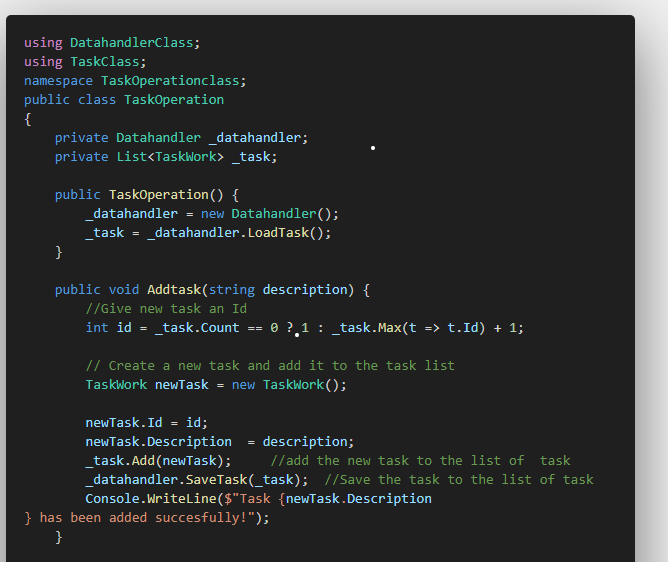 using DatahandlerClass;
using TaskClass;
namespace TaskOperationclass;
public class TaskOperation
{
    private Datahandler _datahandler;
    private List<TaskWork> _task;

    public TaskOperation() {
        _datahandler = new Datahandler();
        _task = _datahandler.LoadTask();
    }

    public void Addtask(string description) {
        //Give new task an Id
        int id = _task.Count == 0 ? 1 : _task.Max(t => t.Id) + 1;

        // Create a new task and add it to the task list
        TaskWork newTask = new TaskWork();

        newTask.Id = id;
        newTask.Description  = description;
        _task.Add(newTask);     //add the new task to the list of  task
        _datahandler.SaveTask(_task);  //Save the task to the list of task
        Console.WriteLine($"Task {newTask.Description
} has been added succesfully!");
    }